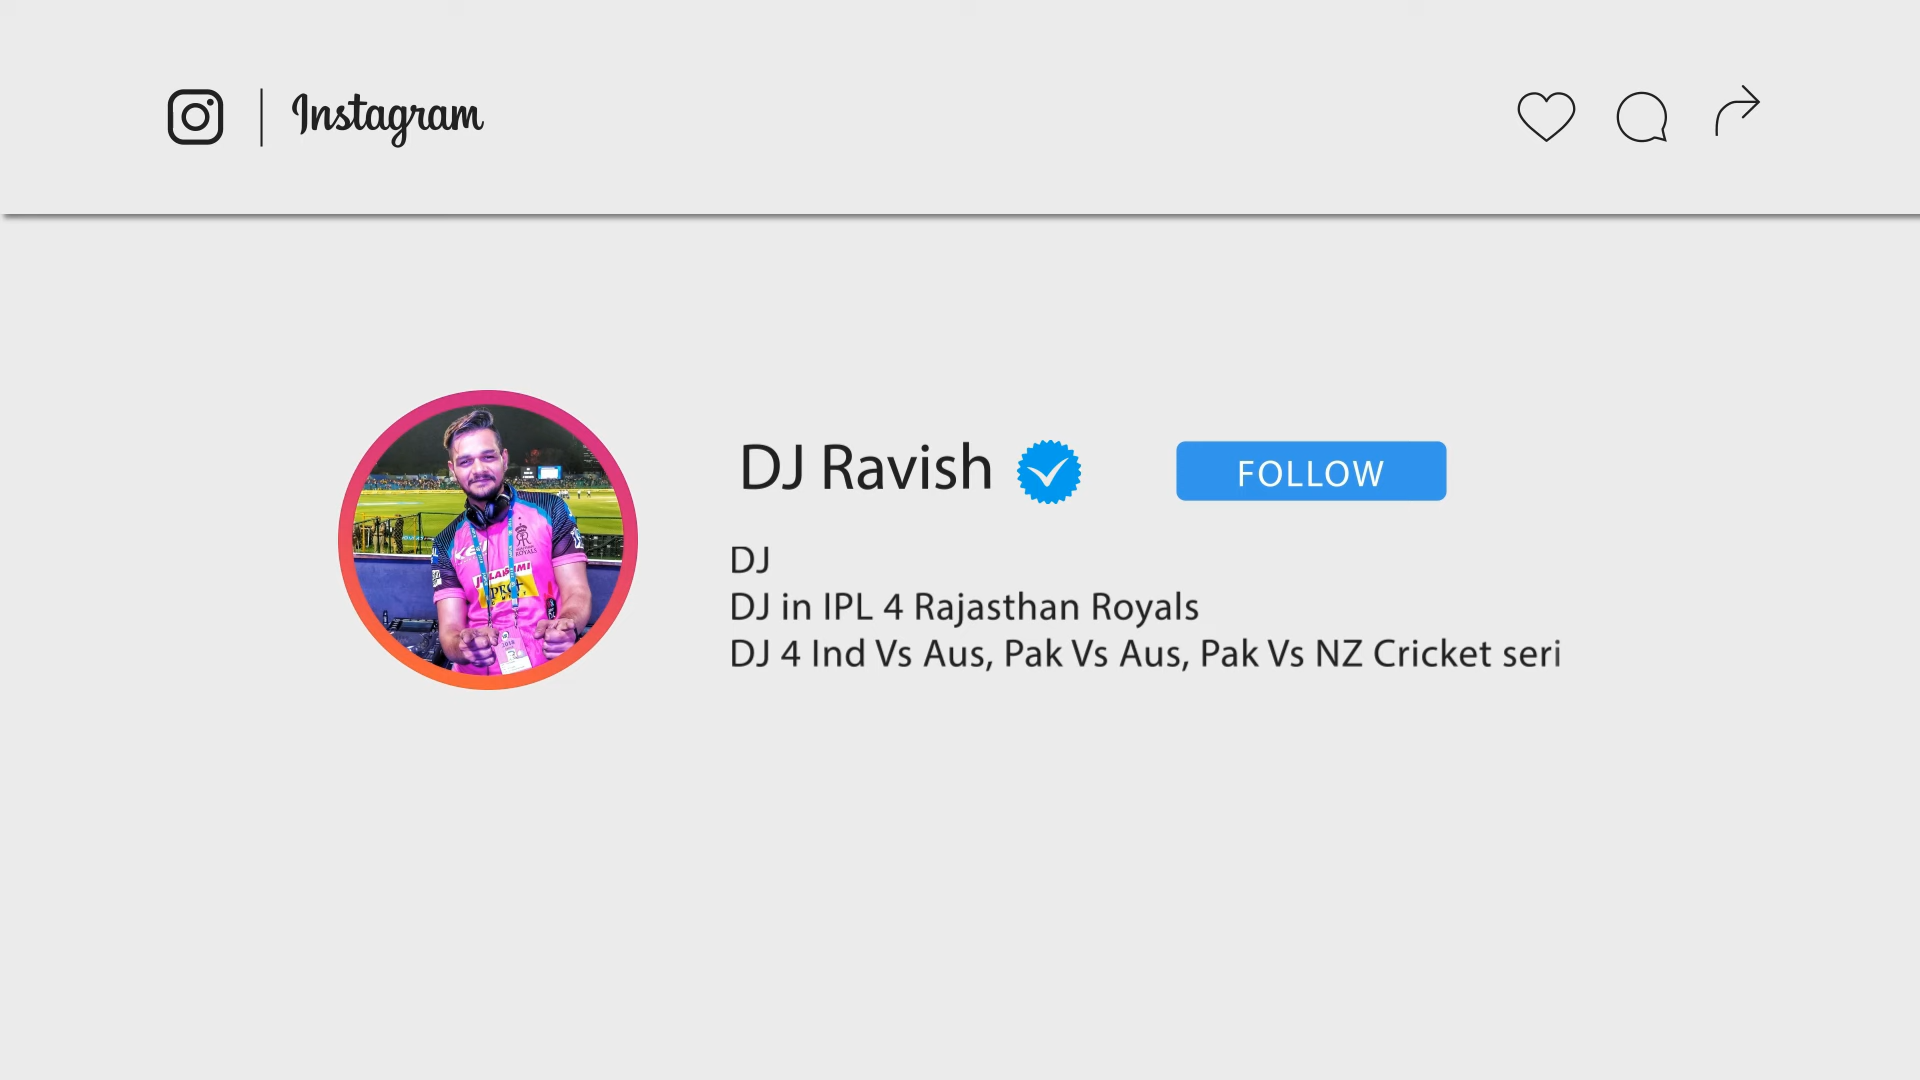 Instagram
DJ Ravish
FOLLOW
DJ
DJ in IPL 4 Rajasthan Royals
DJ 4 Ind Vs Aus, Pak Vs Aus, Pak Vs NZ Cricket seri
ROYALS